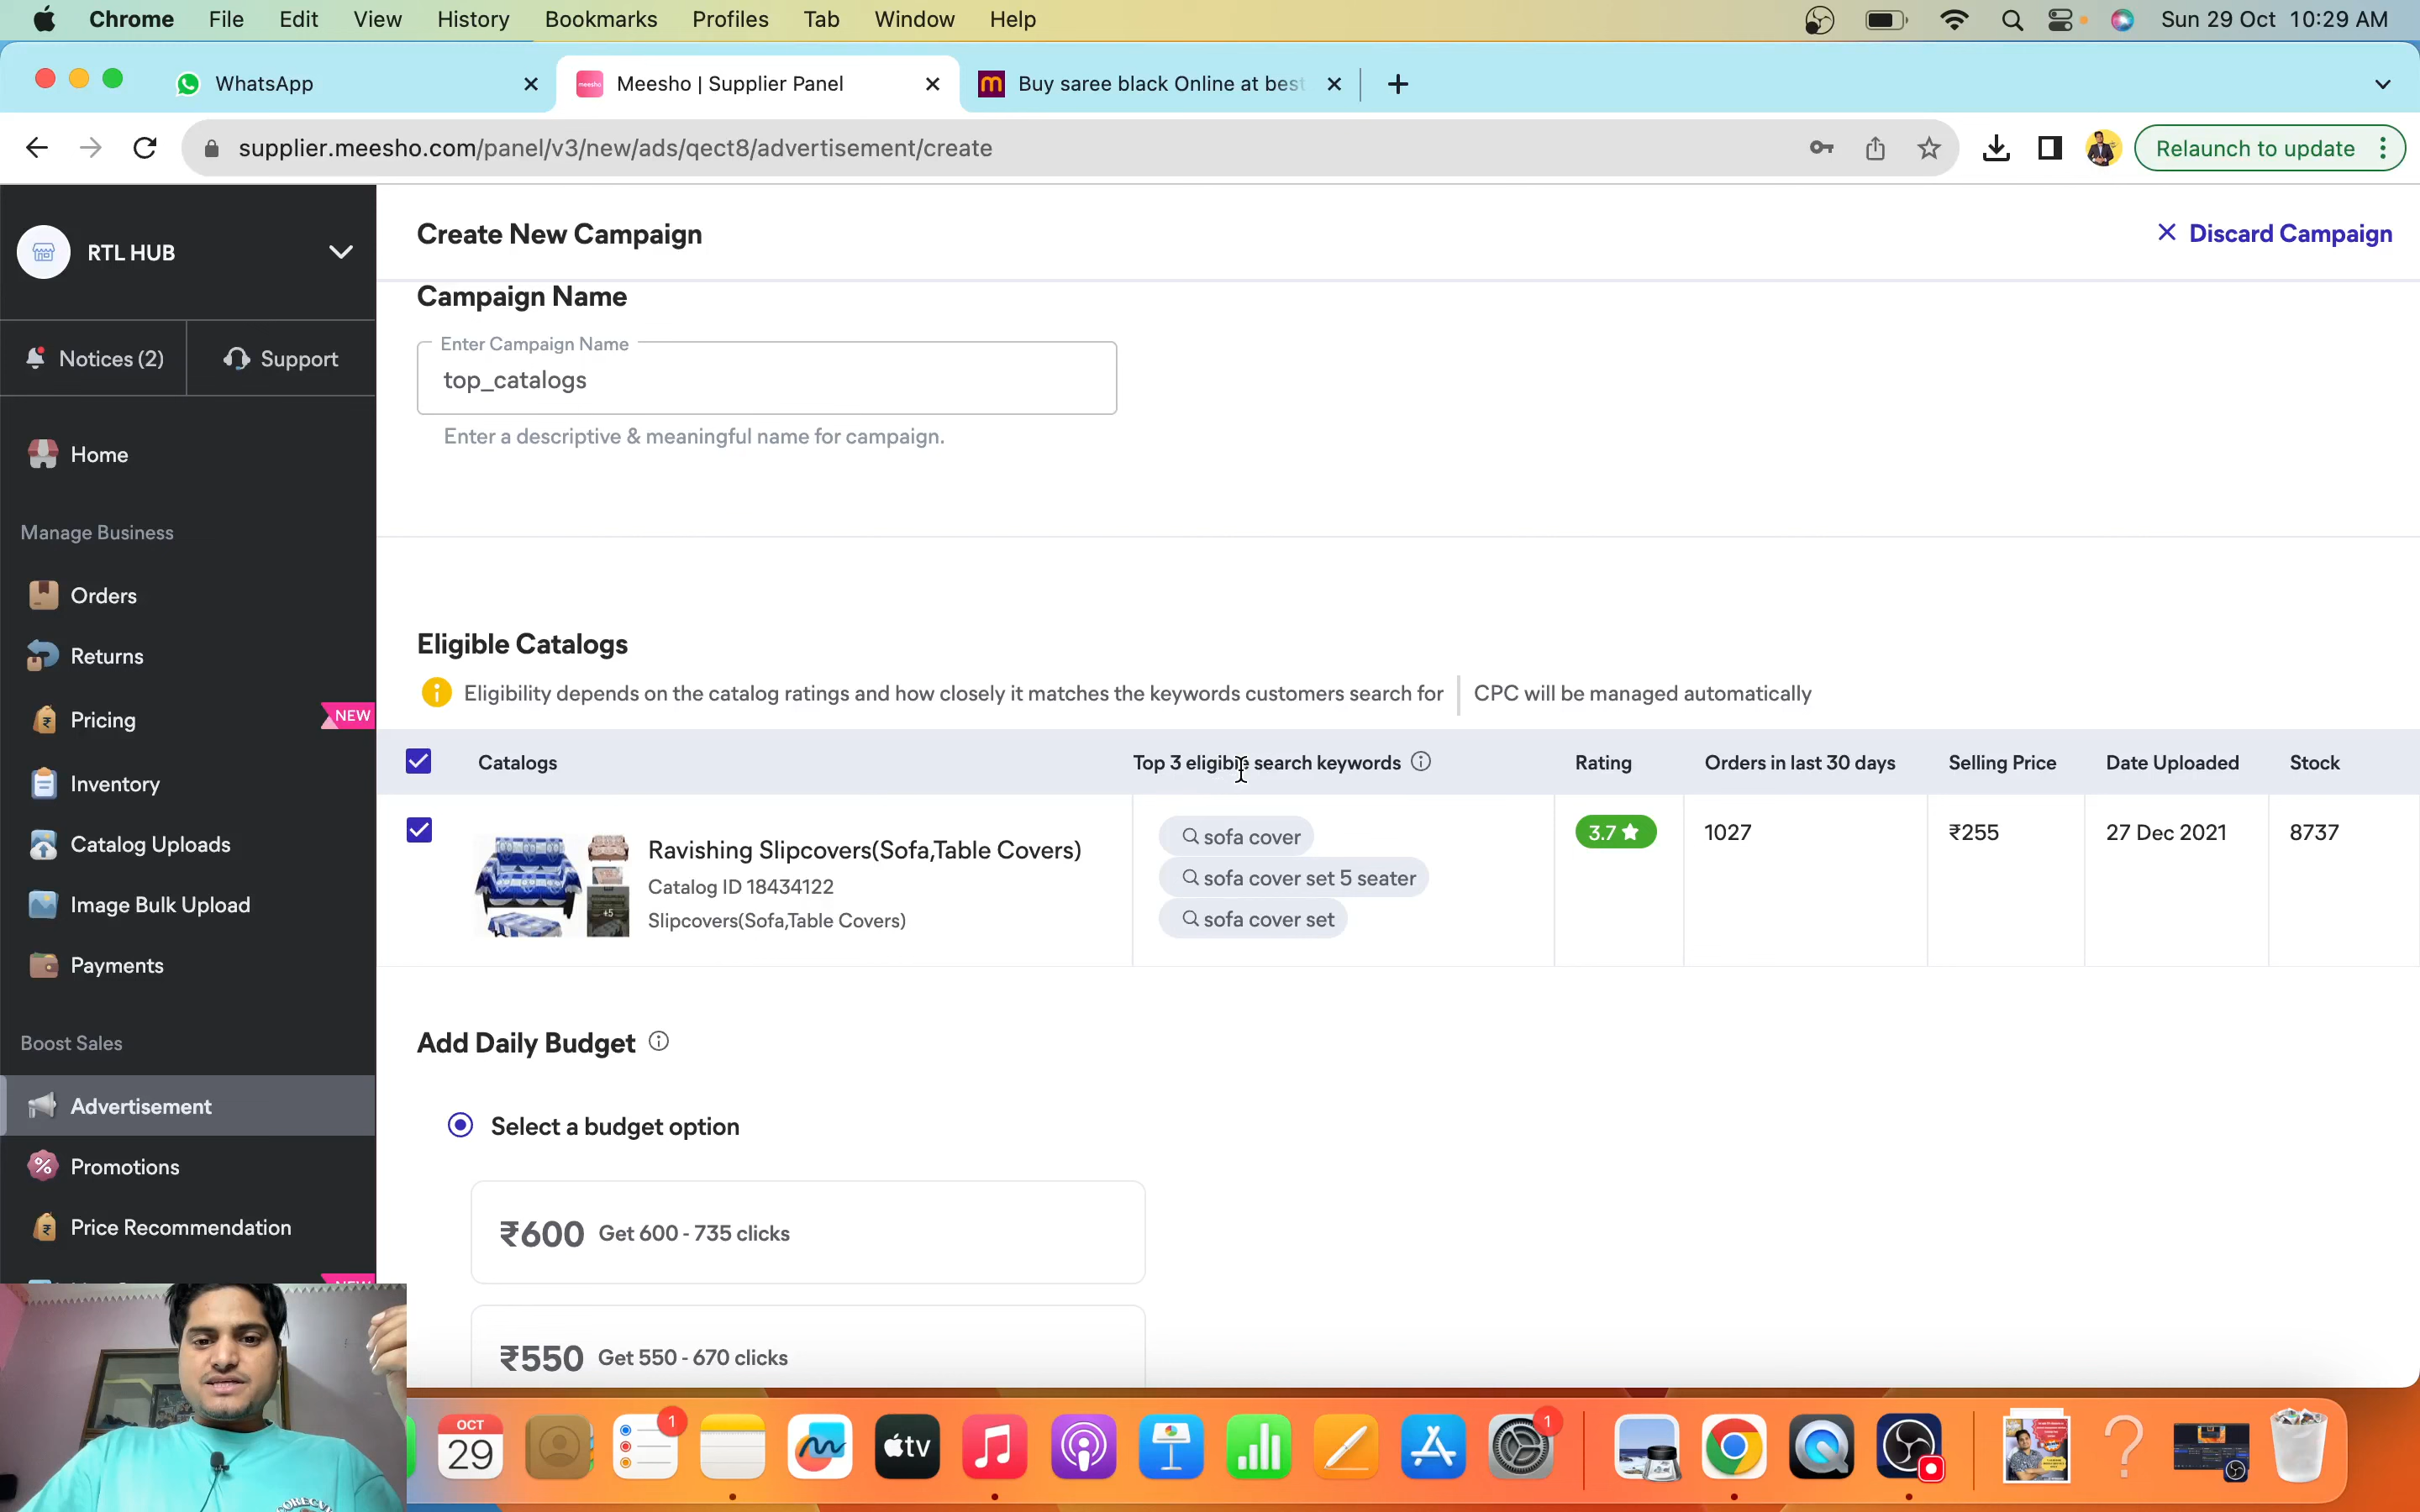 Chrome File Edit View History Bookmarks Profiles Tab Window Help Sun 29 Oct 10:29 AM
WhatsApp meesho Meesho | Supplier Panel Buy saree black Online at best
supplier.meesho.com/panel/v3/new/ads/qect8/advertisement/create Relaunch to update
RTL HUB
Notices (2) Support
Home
Manage Business
Orders
Returns
Pricing NEW
Inventory
Catalog Uploads
Image Bulk Upload
Payments
Boost Sales
Advertisement
Promotions
Price Recommendation
Create New Campaign Discard Campaign
Campaign Name
Enter Campaign Name
top_catalogs
Enter a descriptive & meaningful name for campaign.
Eligible Catalogs
Eligibility depends on the catalog ratings and how closely it matches the keywords customers search for CPC will be managed automatically
Catalogs Top 3 eligible search keywords Rating Orders in last 30 days Selling Price Date Uploaded Stock
Ravishing Slipcovers(Sofa,Table Covers)
Catalog ID 18434122
Slipcovers(Sofa,Table Covers)
+5
sofa cover
sofa cover set 5 seater
sofa cover set
3.7 1027 ₹255 27 Dec 2021 8737
Add Daily Budget
Select a budget option
₹600 Get 600 - 735 clicks
₹550 Get 550 - 670 clicks
OCT
29
1
tv
1